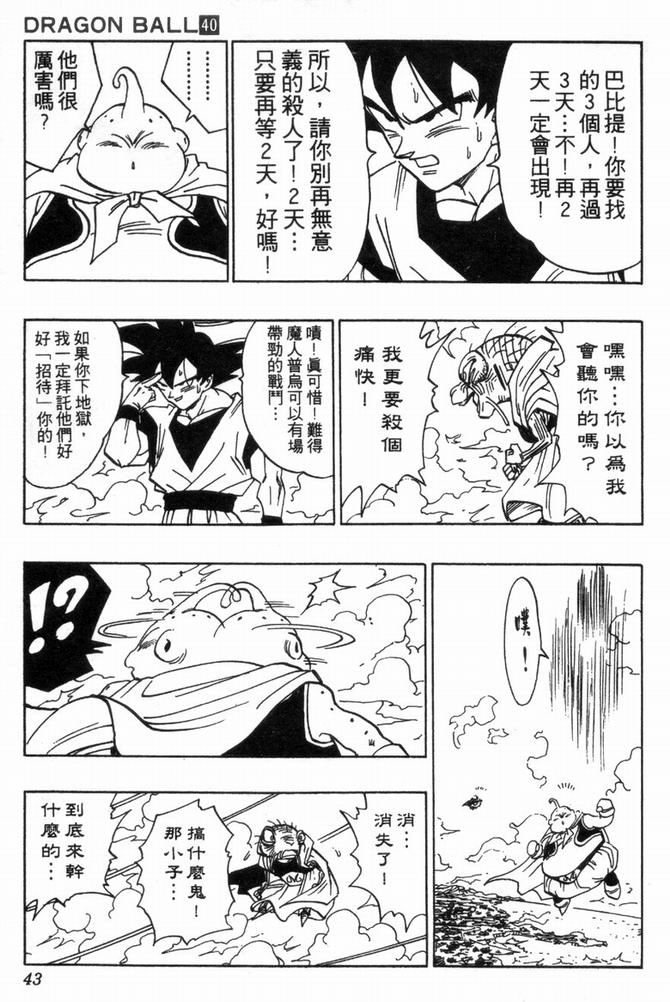 DRAGON BALL 40
巴比提！你要找
的3個人，再過
3天…不！再2
天一定會出現！
所以，請你別再無意
義的殺人了！2天…
只要再等2天，好嗎！
………
………
他們很
厲害嗎？
嘿嘿…你以為我
會聽你的嗎？
我更要殺個
痛快！
嘖！真可惜！難得
魔人普烏可以有場
帶勁的戰鬥…
如果你下地獄，
我一定拜託他們好
好「招待」你的！
噗！
!?
消…
消失了！
搞什麼鬼！
那小子…
到底來幹
什麼的…
43